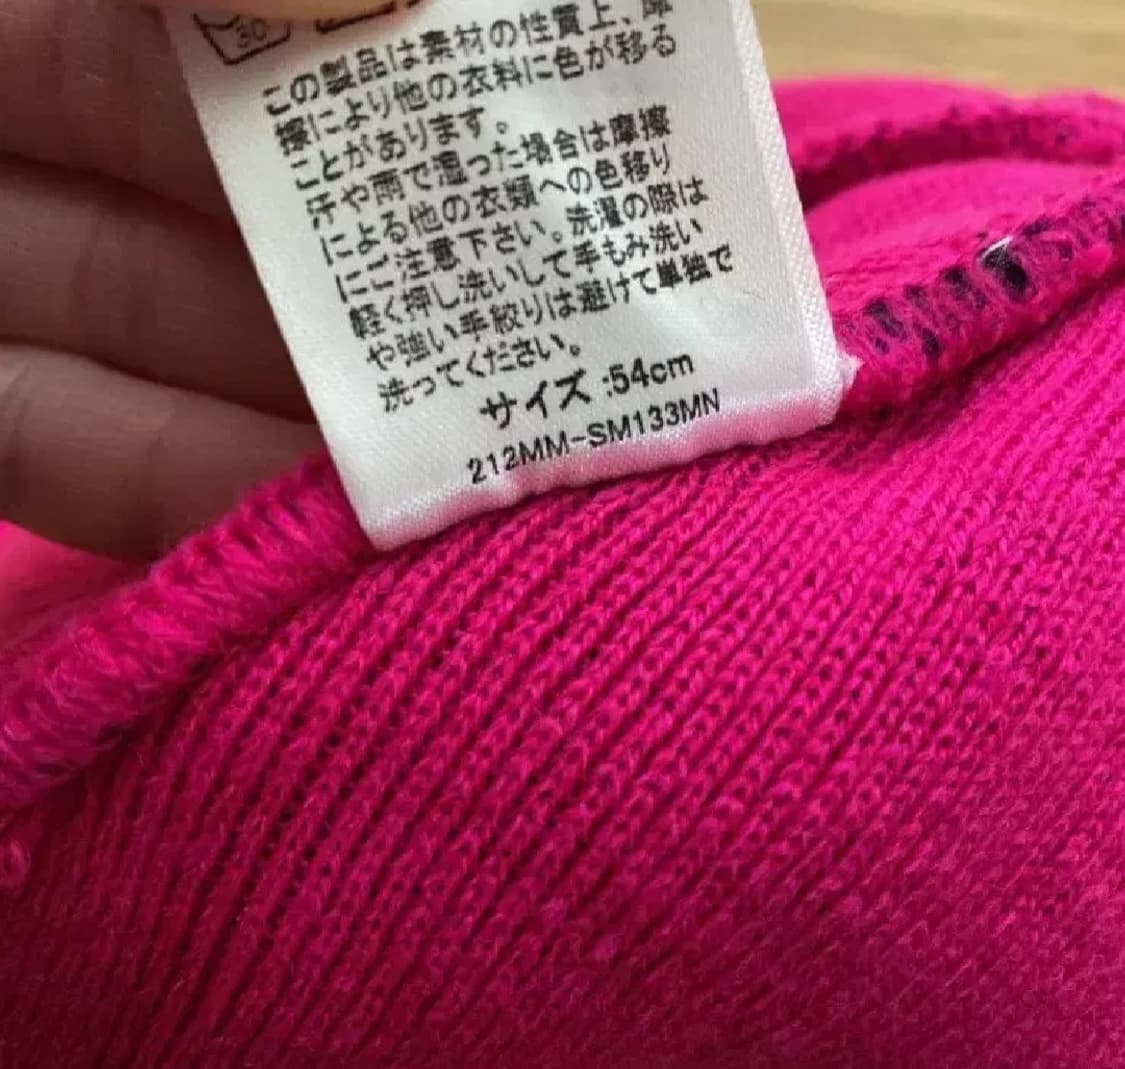 30
この製品は素材の性質上、摩
擦により他の衣料に色が移る
ことがあります。
汗や雨で湿った場合は摩擦
による他の衣類への色移り
にご注意下さい。洗濯の際は
軽く押し洗いして手もみ洗い
や強い手絞りは避けて単独で
洗ってください。
サイズ:54cm
212MM-SM133MN